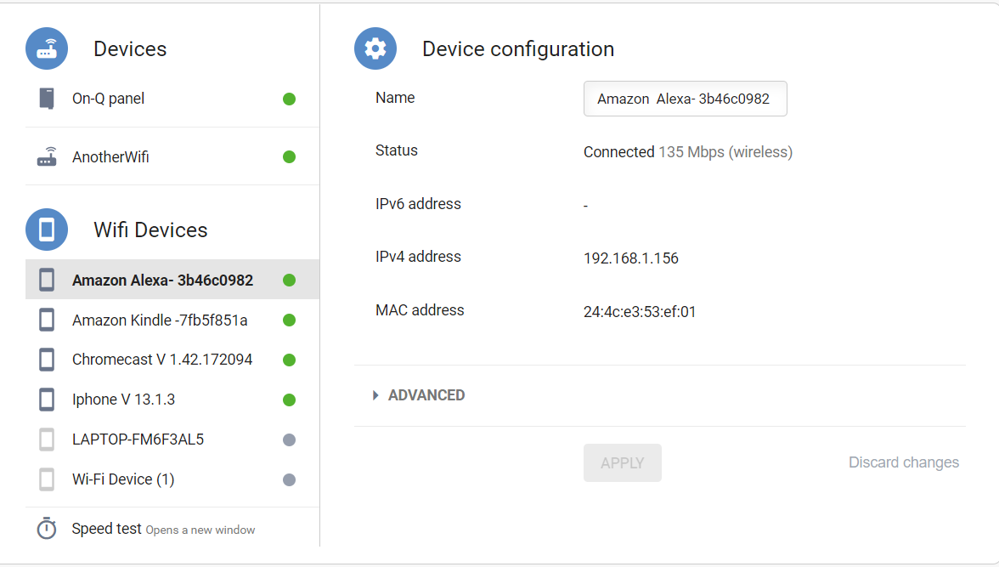 Devices
On-Q panel
AnotherWifi
Wifi Devices
Amazon Alexa- 3b46c0982
Amazon Kindle -7fb5f851a
Chromecast V 1.42.172094
Iphone V 13.1.3
LAPTOP-FM6F3AL5
Wi-Fi Device (1)
Speed test Opens a new window
Device configuration
Name Amazon  Alexa- 3b46c0982
Status Connected 135 Mbps (wireless)
IPv6 address -
IPv4 address 192.168.1.156
MAC address 24:4c:e3:53:ef:01
ADVANCED
APPLY Discard changes